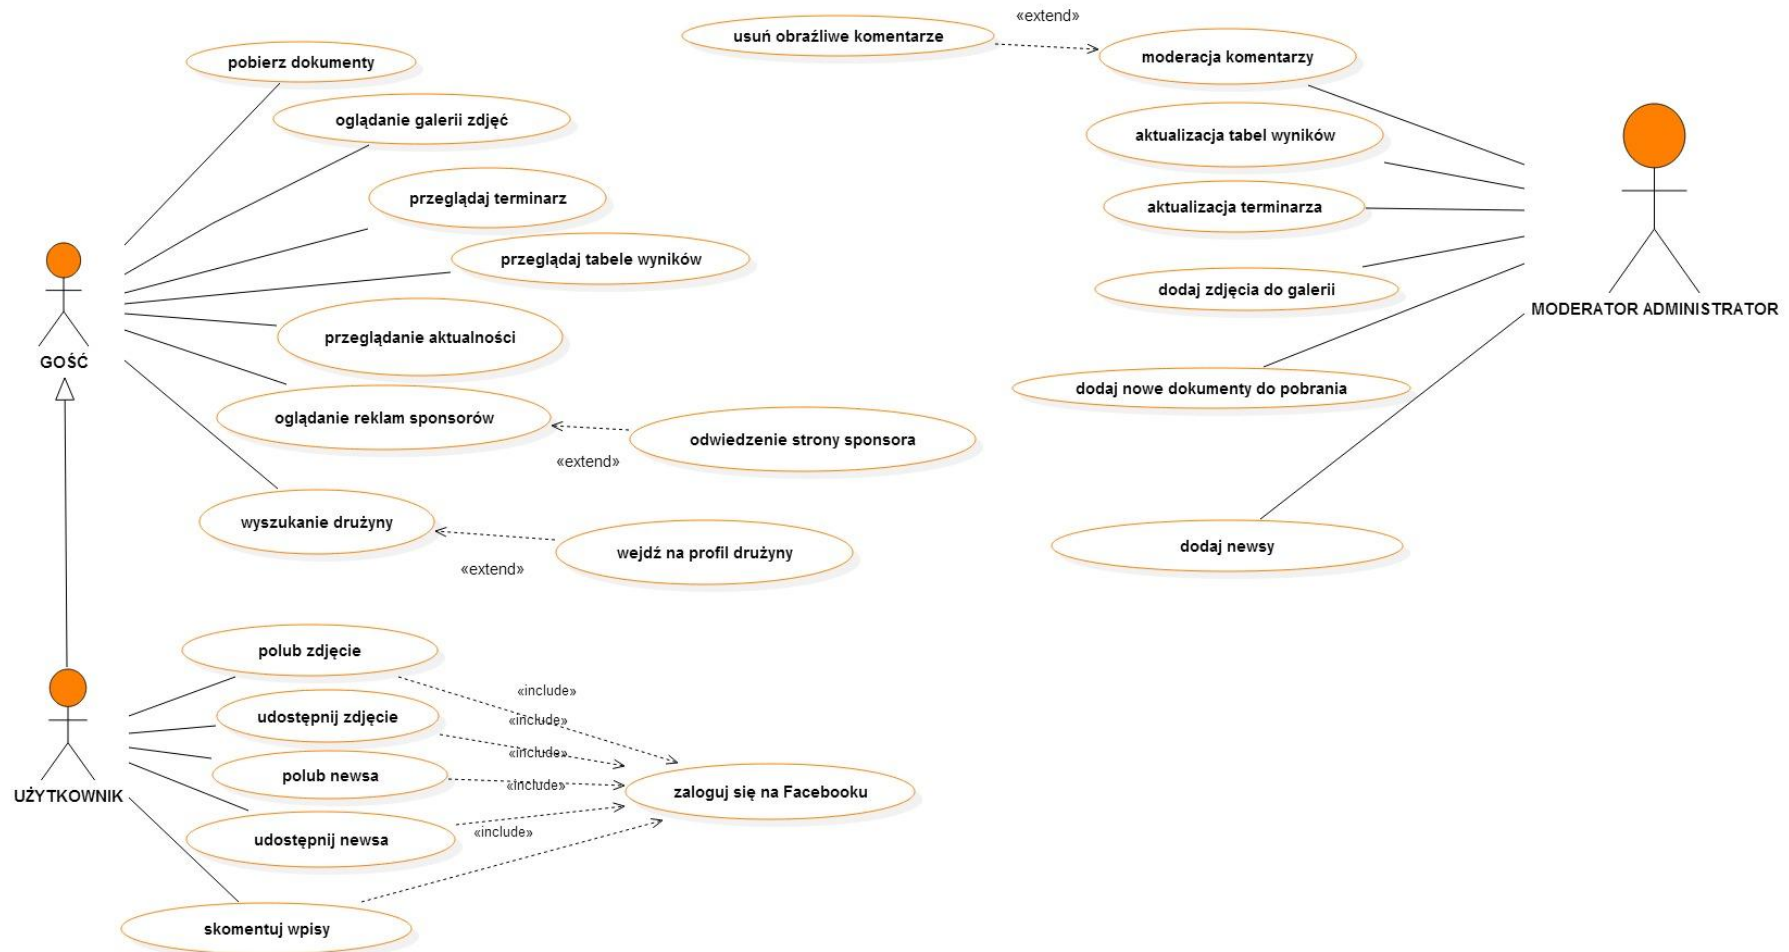 «extend»
usuń obraźliwe komentarze
moderacja komentarzy
pobierz dokumenty
oglądanie galerii zdjęć
aktualizacja tabel wyników
przeglądaj terminarz
aktualizacja terminarza
przeglądaj tabele wyników
dodaj zdjęcia do galerii
MODERATOR ADMINISTRATOR
przeglądanie aktualności
GOŚĆ
dodaj nowe dokumenty do pobrania
oglądanie reklam sponsorów
odwiedzenie strony sponsora
«extend»
wyszukanie drużyny
dodaj newsy
wejdź na profil drużyny
«extend»
polub zdjęcie
«include»
udostępnij zdjęcie
«include»
«include»
polub newsa
«include»
zaloguj się na Facebooku
UŻYTKOWNIK
«include»
udostępnij newsa
skomentuj wpisy